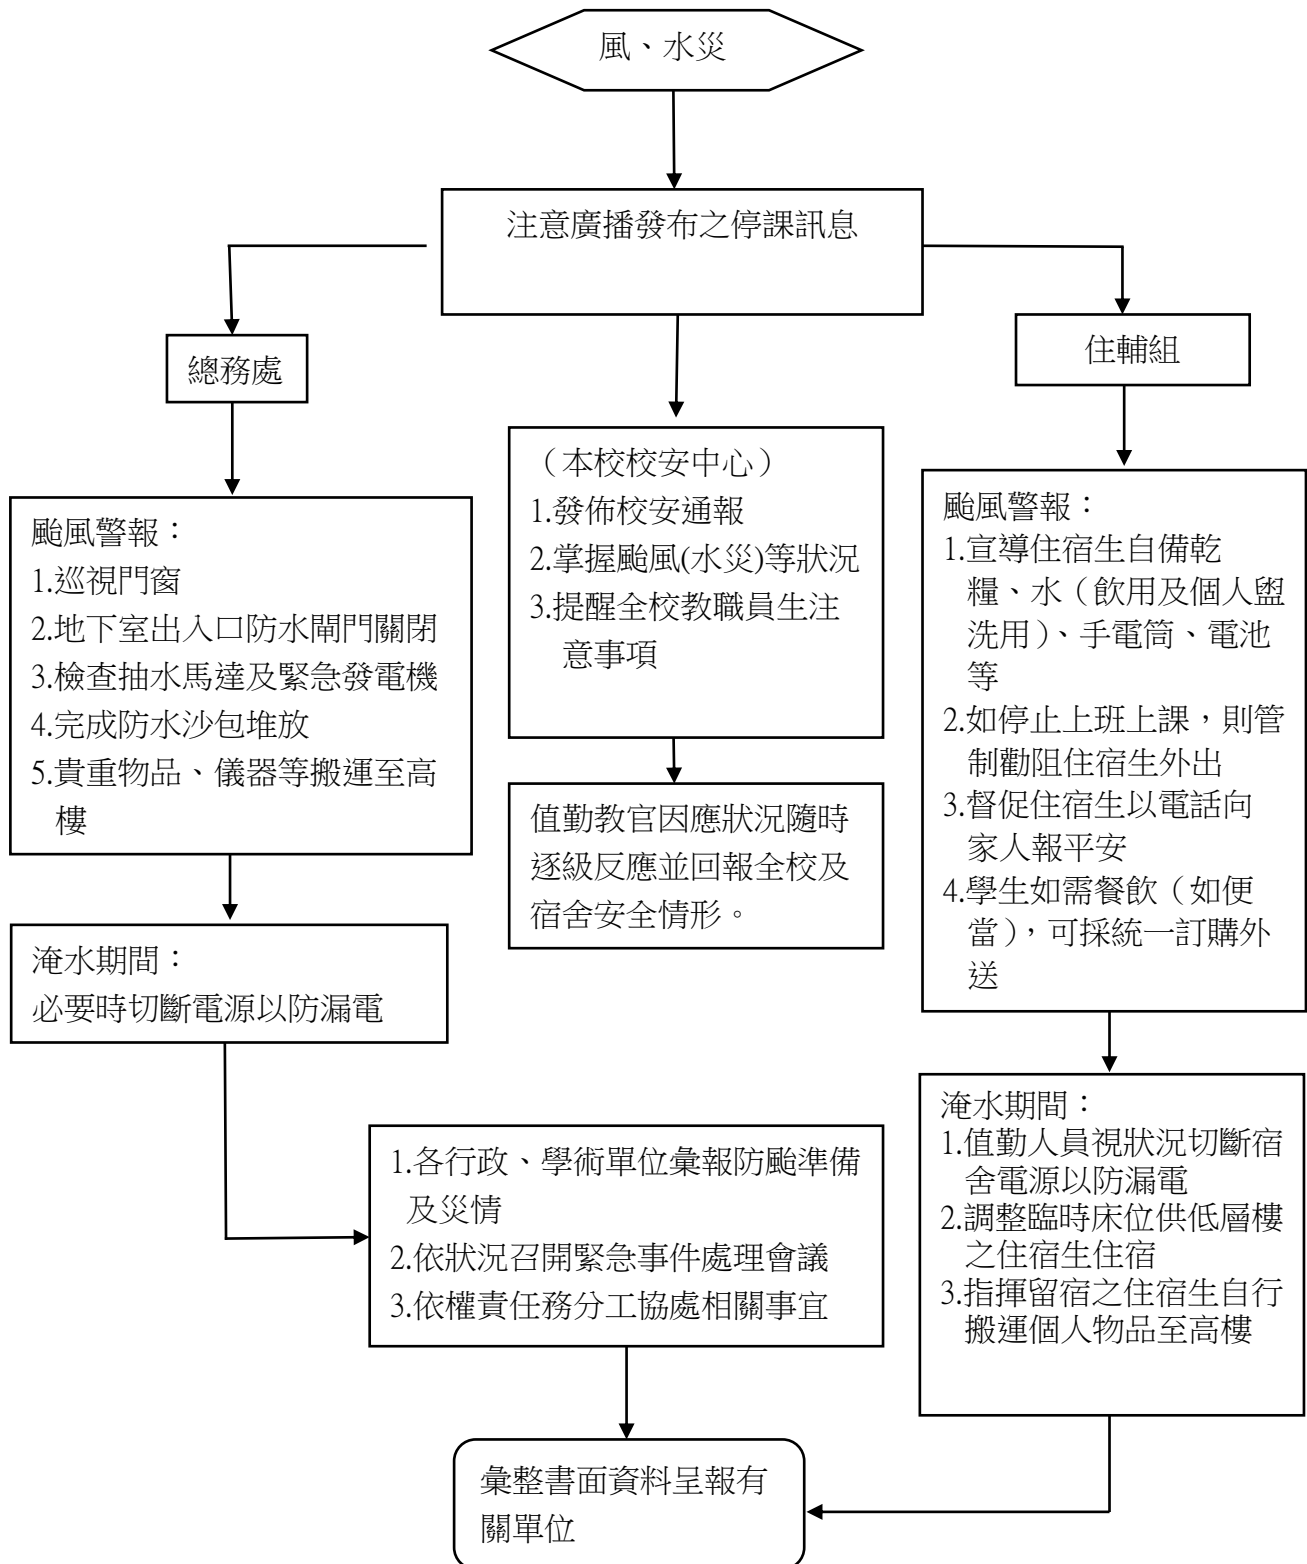 風、水災
注意廣播發布之停課訊息
總務處
住輔組
（本校校安中心）
1.發佈校安通報
2.掌握颱風(水災)等狀況
3.提醒全校教職員生注
意事項
颱風警報：
1.巡視門窗
2.地下室出入口防水閘門關閉
3.檢查抽水馬達及緊急發電機
4.完成防水沙包堆放
5.貴重物品、儀器等搬運至高
樓
颱風警報：
1.宣導住宿生自備乾
糧、水（飲用及個人盥
洗用）、手電筒、電池
等
2.如停止上班上課，則管
制勸阻住宿生外出
3.督促住宿生以電話向
家人報平安
4.學生如需餐飲（如便
當），可採統一訂購外
送
值勤教官因應狀況隨時
逐級反應並回報全校及
宿舍安全情形。
淹水期間：
必要時切斷電源以防漏電
淹水期間：
1.值勤人員視狀況切斷宿
舍電源以防漏電
2.調整臨時床位供低層樓
之住宿生住宿
3.指揮留宿之住宿生自行
搬運個人物品至高樓
1.各行政、學術單位彙報防颱準備
及災情
2.依狀況召開緊急事件處理會議
3.依權責任務分工協處相關事宜
彙整書面資料呈報有
關單位